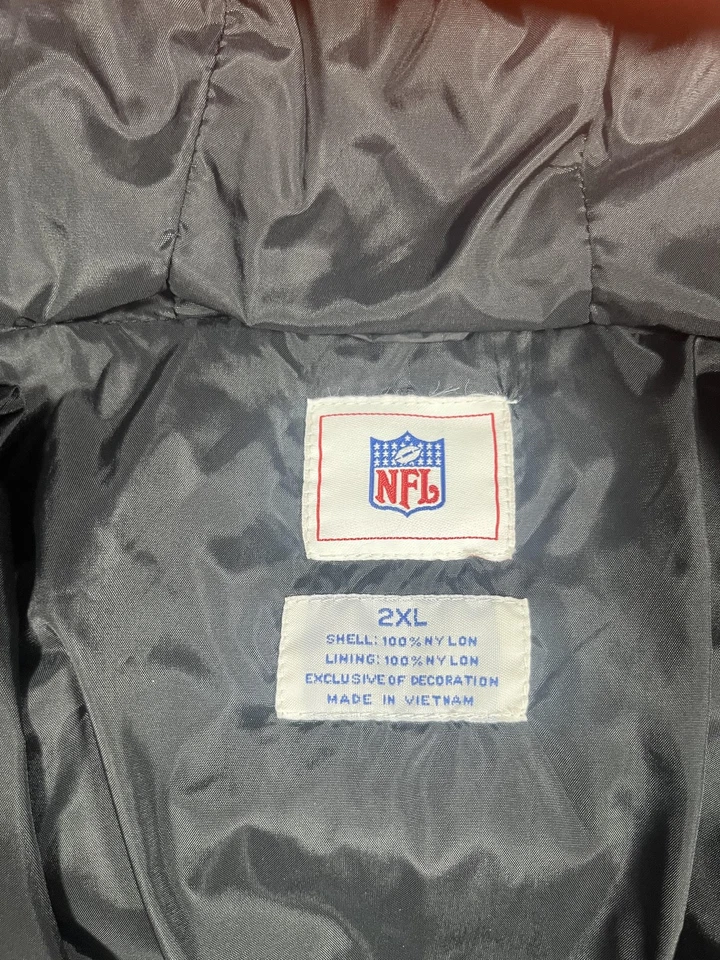 NFL
2XL
SHELL: 100% NYLON
LINING: 100% NYLON
EXCLUSIVE OF DECORATION
MADE IN VIETNAM